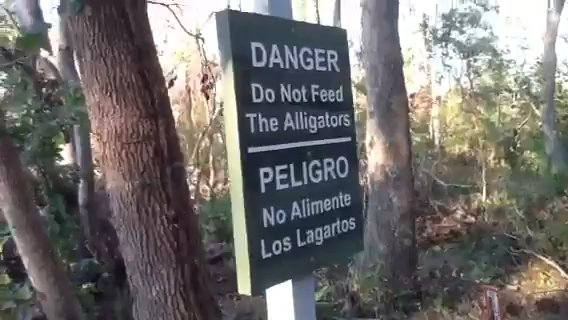 DANGER
Do Not Feed
The Alligators
PELIGRO
No Alimente
Los Lagartos